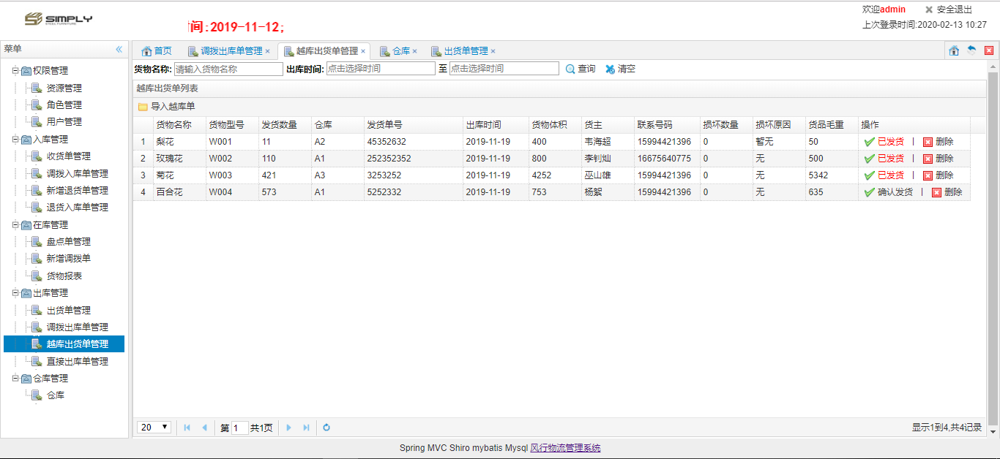 SIMPLY
STEEL FURNITURE
间:2019-11-12;
欢迎admin 安全退出
上次登录时间:2020-02-13 10:27
菜单
权限管理
资源管理
角色管理
用户管理
入库管理
收货单管理
调拨入库单管理
新增退货单管理
退货入库单管理
在库管理
盘点单管理
新增调拨单
货物报表
出库管理
出货单管理
调拨出库单管理
越库出货单管理
直接出库单管理
仓库管理
仓库
首页 调拨出库单管理 × 越库出货单管理 × 仓库 × 出货单管理 ×
货物名称: 请输入货物名称 出库时间: 点击选择时间 至 点击选择时间 查询 清空
越库出货单列表
导入越库单
货物名称 货物型号 发货数量 仓库 发货单号 出库时间 货物体积 货主 联系号码 损坏数量 损坏原因 货品毛重 操作
1 梨花 W001 11 A2 45352632 2019-11-19 400 韦海超 15994421396 0 暂无 50 已发货 | 删除
2 玫瑰花 W002 110 A1 252352352 2019-11-19 800 李钊灿 16675640775 0 无 500 已发货 | 删除
3 菊花 W003 421 A3 3253252 2019-11-19 4252 巫山雄 15994421396 0 无 5342 已发货 | 删除
4 百合花 W004 573 A1 5252332 2019-11-19 753 杨絮 15994421396 0 无 635 确认发货 | 删除
20 第 1 共1页 显示1到4,共4记录
Spring MVC Shiro mybatis Mysql 风行物流管理系统